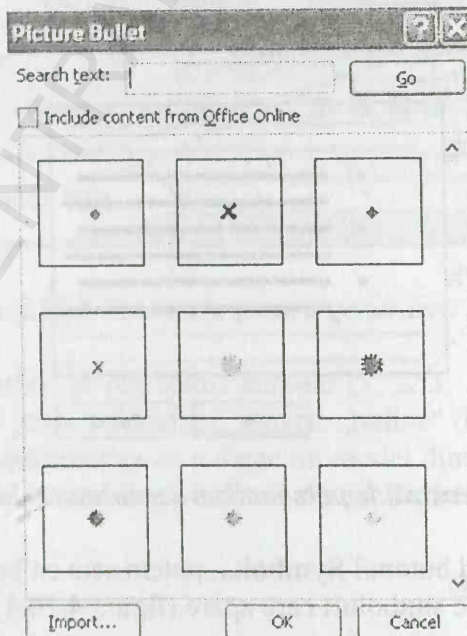 Picture Bullet
Search text:
Go
Include content from Office Online
Import...
OK
Cancel